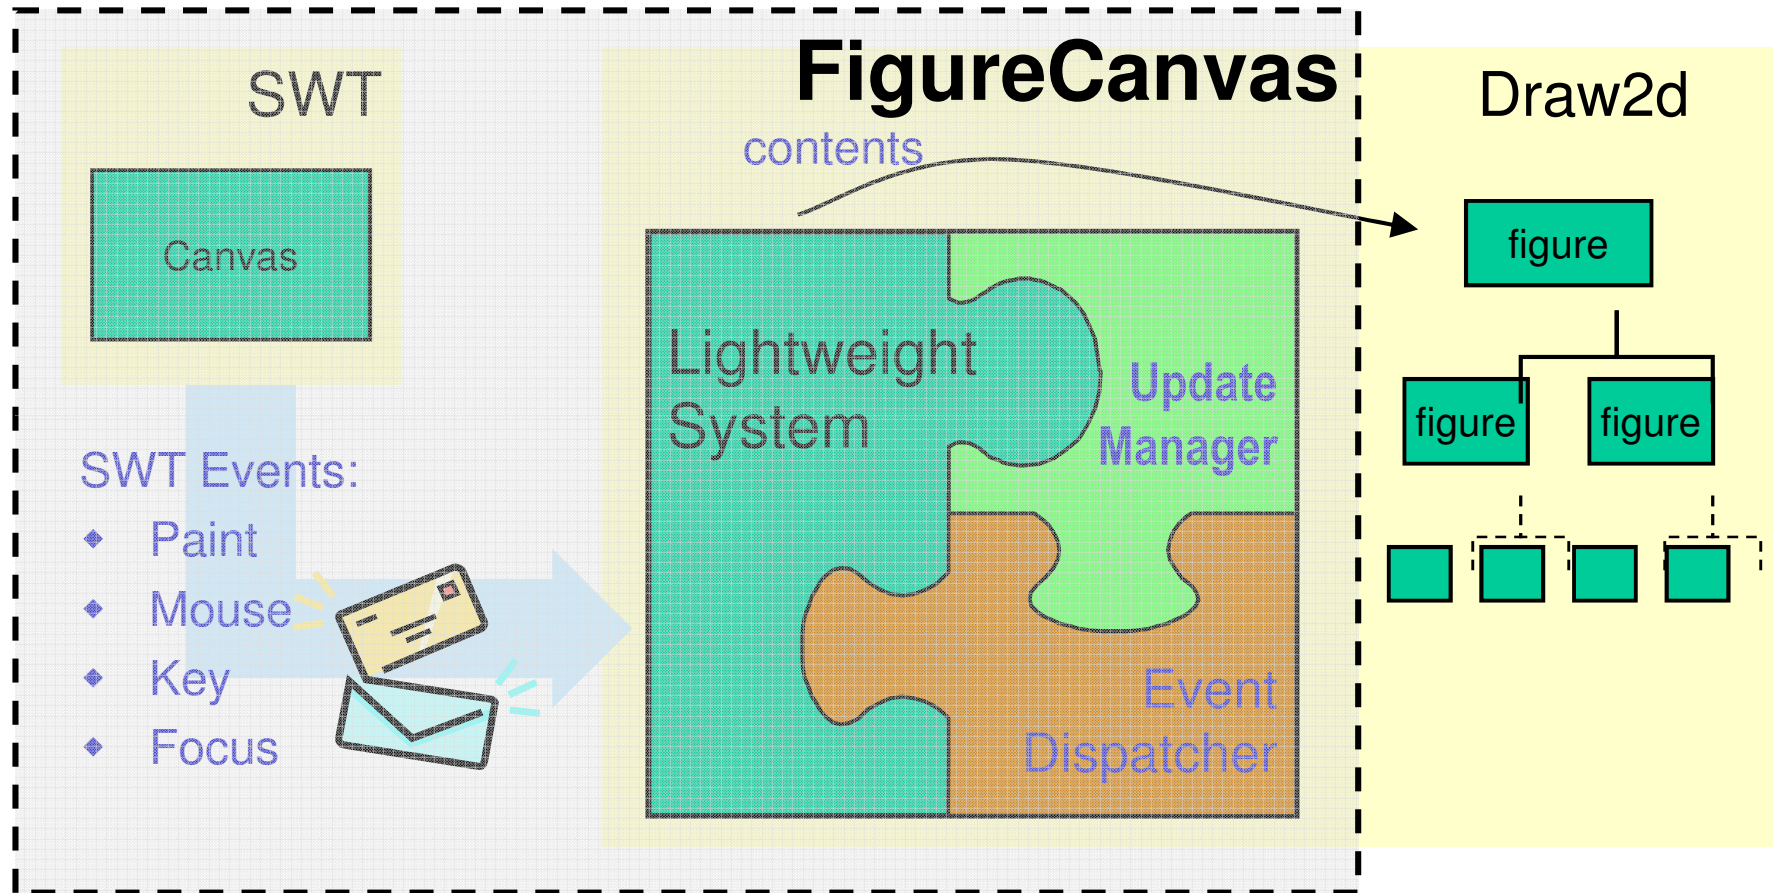 SWT
FigureCanvas
Draw2d
contents
Canvas
figure
Lightweight
System
Update
Manager
figure
figure
SWT Events:
Paint
Mouse
Key
Focus
Event
Dispatcher